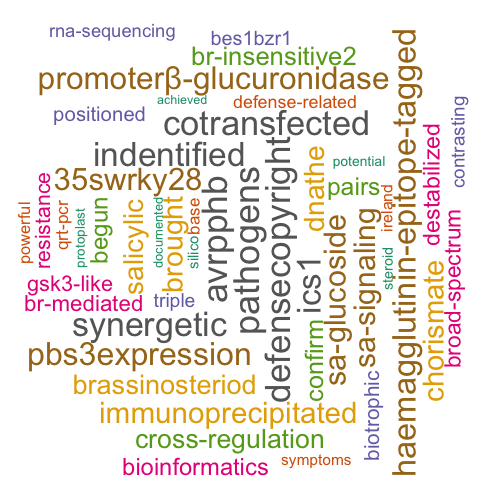 rna-sequencing
bes1bzr1
br-insensitive2
promoterβ-glucuronidase
achieved
defense-related
positioned
cotransfected
indentified
potential
35swrky28
pairs
powerful
resistance
qrt-pcr
protoplast
begun
salicylic
documented
brought
silico
base
avrpphb
pathogens
defensecopyright
ics1
dnathe
confirm
sa-glucoside
sa-signaling
biotrophic
ireland
steroid
haemagglutinin-epitope-tagged
destabilized
chorismate
broad-spectrum
contrasting
gsk3-like
br-mediated
triple
synergetic
pbs3expression
brassinosteriod
immunoprecipitated
cross-regulation
bioinformatics
symptoms